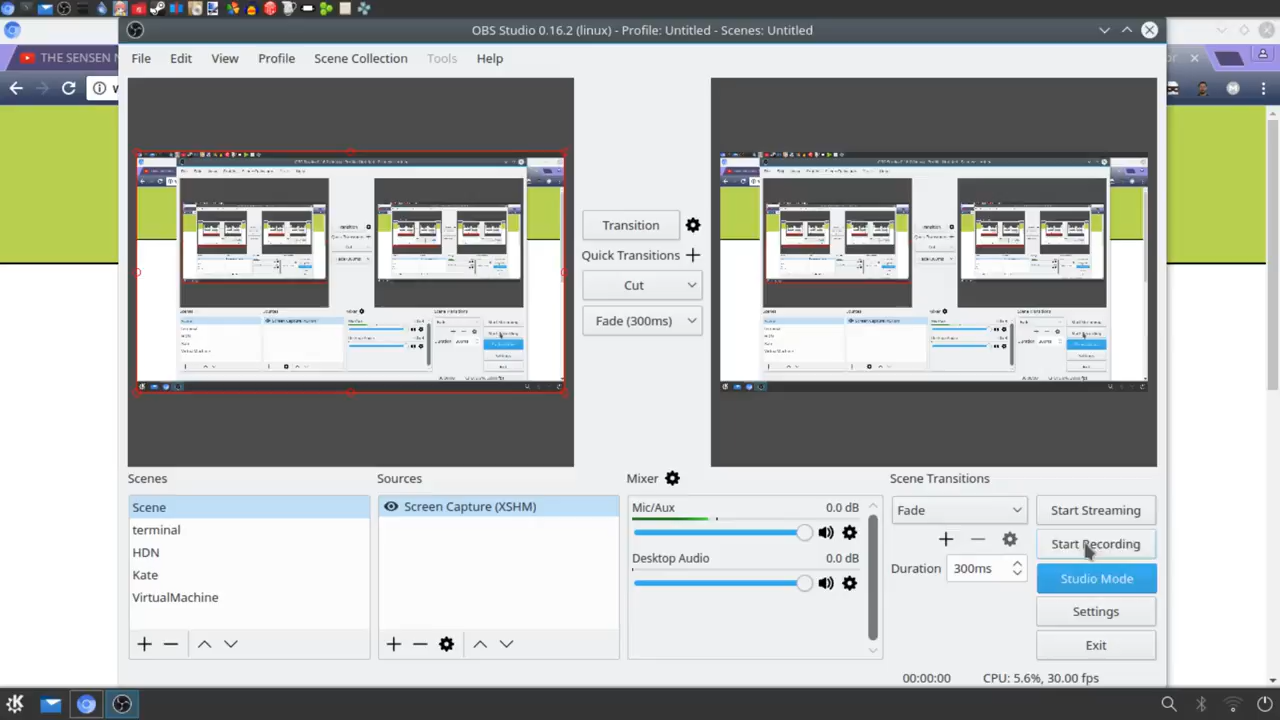 OBS Studio 0.16.2 (linux) - Profile: Untitled - Scenes: Untitled
THE SENSEN N
File Edit View Profile Scene Collection Tools Help
Transition
Quick Transitions
Cut
Fade (300ms)
Scenes
Scene
terminal
HDN
Kate
VirtualMachine
Sources
Screen Capture (XSHM)
Mixer
Mic/Aux 0.0 dB
Desktop Audio 0.0 dB
Scene Transitions
Fade
Duration 300ms
Start Streaming
Start Recording
Studio Mode
Settings
Exit
00:00:00 CPU: 5.6%, 30.00 fps